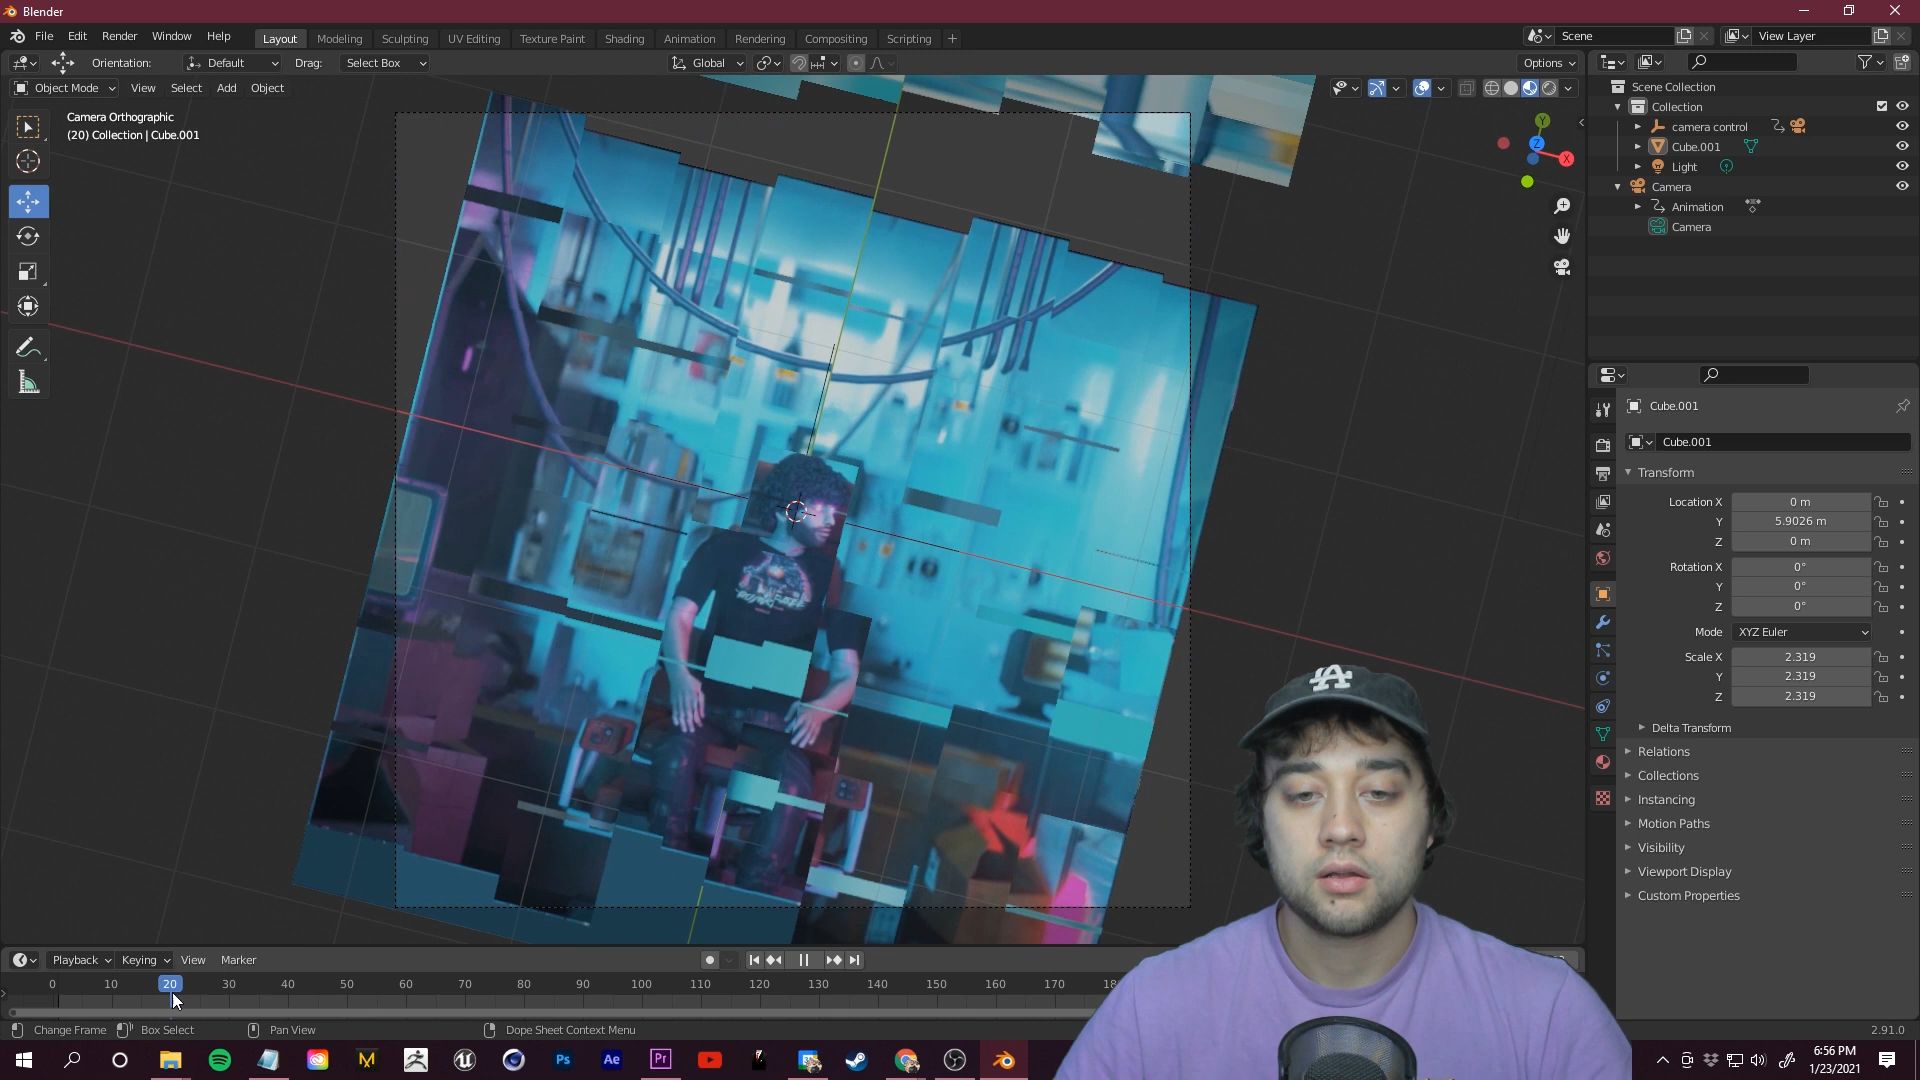 Blender
File Edit Render Window Help
Layout Modeling Sculpting UV Editing Texture Paint Shading Animation Rendering Compositing Scripting
Scene
View Layer
Orientation: Default Drag: Select Box
Global
Options
Object Mode View Select Add Object
Camera Orthographic
(20) Collection | Cube.001
Y
Z
X
Scene Collection
Collection
camera control
Cube.001
Light
Camera
Animation
Camera
Cube.001
Cube.001
Transform
Location X 0 m
Y 5.9026 m
Z 0 m
Rotation X 0°
Y 0°
Z 0°
Mode XYZ Euler
Scale X 2.319
Y 2.319
Z 2.319
Delta Transform
Relations
Collections
Instancing
Motion Paths
Visibility
Viewport Display
Custom Properties
LA
Playback Keying View Marker
0 10 20 30 40 50 60 70 80 90 100 110 120 130 140 150 160 170
Change Frame Box Select Pan View Dope Sheet Context Menu
2.91.0
Ps Ae Pr
6:56 PM
1/23/2021